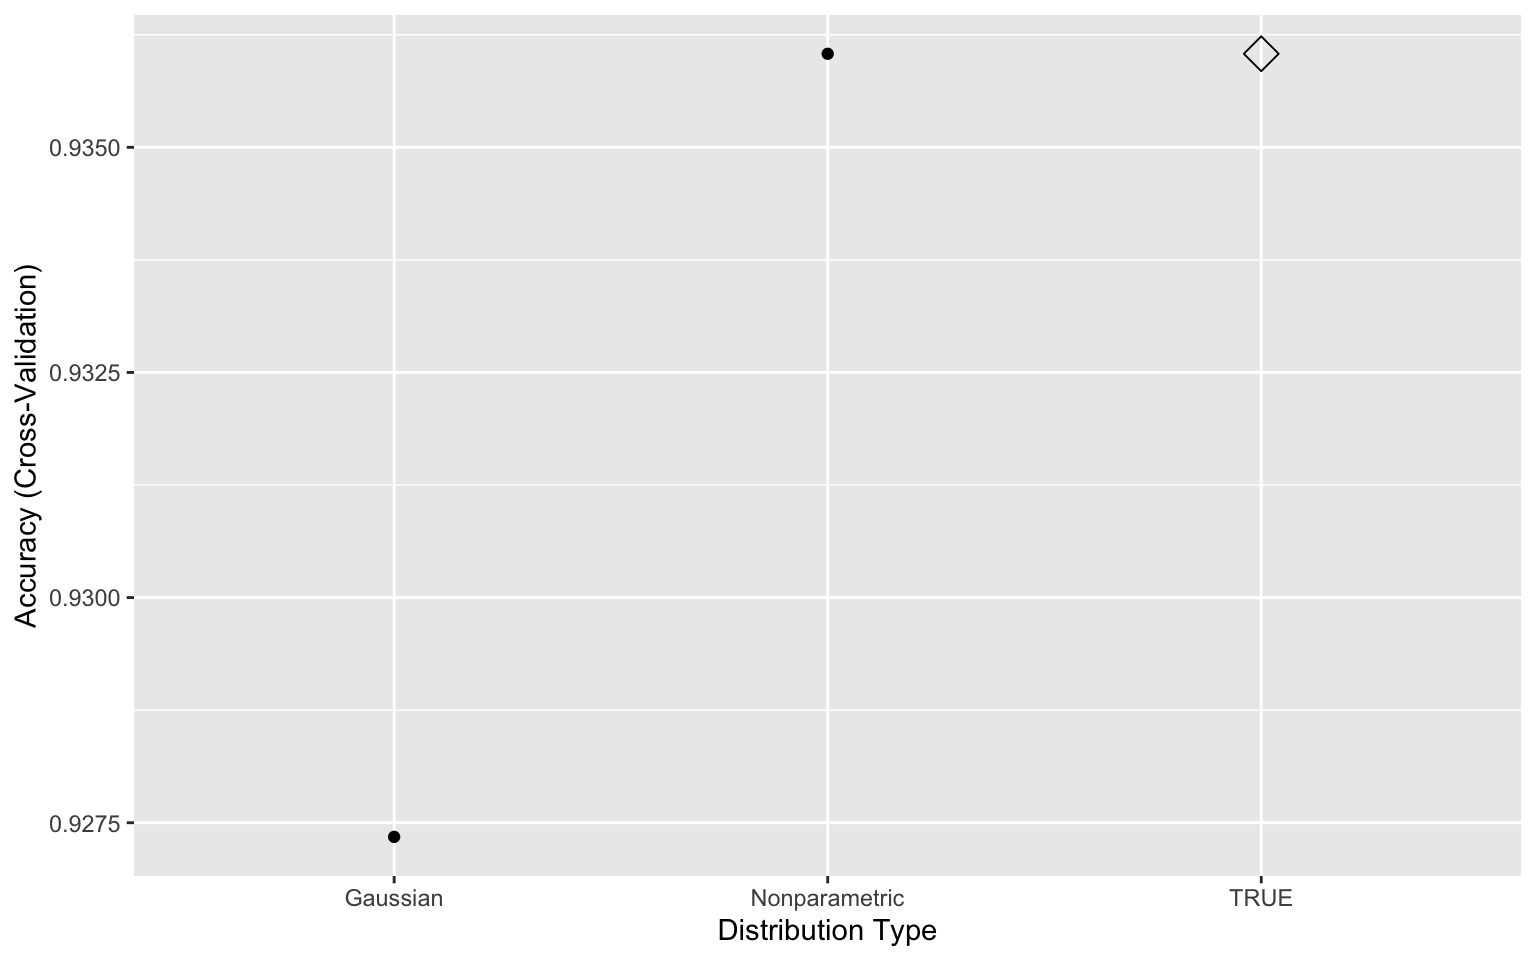 Accuracy (Cross-Validation)
0.9350
0.9325
0.9300
0.9275
Gaussian
Nonparametric
TRUE
Distribution Type